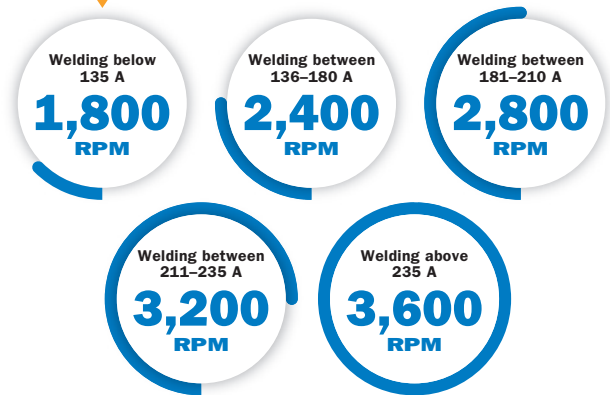 Welding below
135 A
1,800
RPM
Welding between
136–180 A
2,400
RPM
Welding between
181–210 A
2,800
RPM
Welding between
211–235 A
3,200
RPM
Welding above
235 A
3,600
RPM